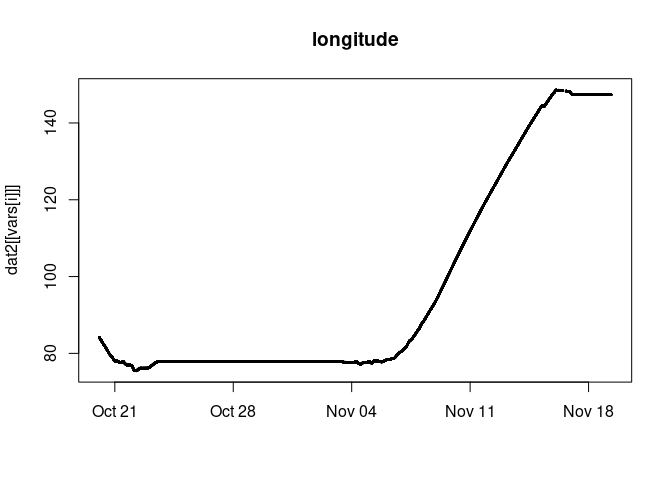 longitude
dat2[[vars[i]]]
140
120
100
80
Oct 21
Oct 28
Nov 04
Nov 11
Nov 18